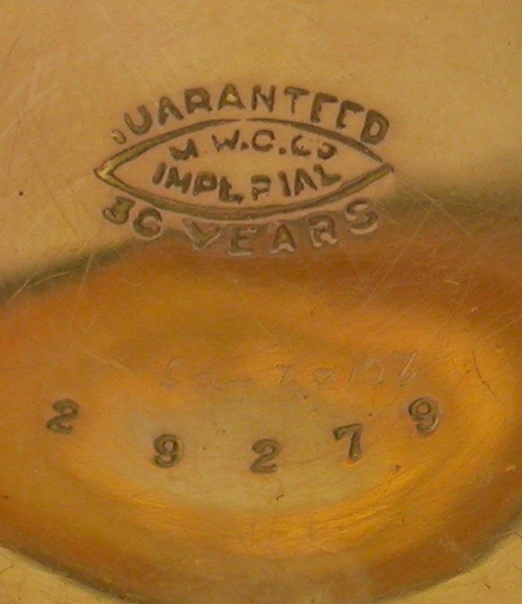 GUARANTEED
M.W.C.Co
IMPERIAL
30 YEARS
2 9 2 7 9